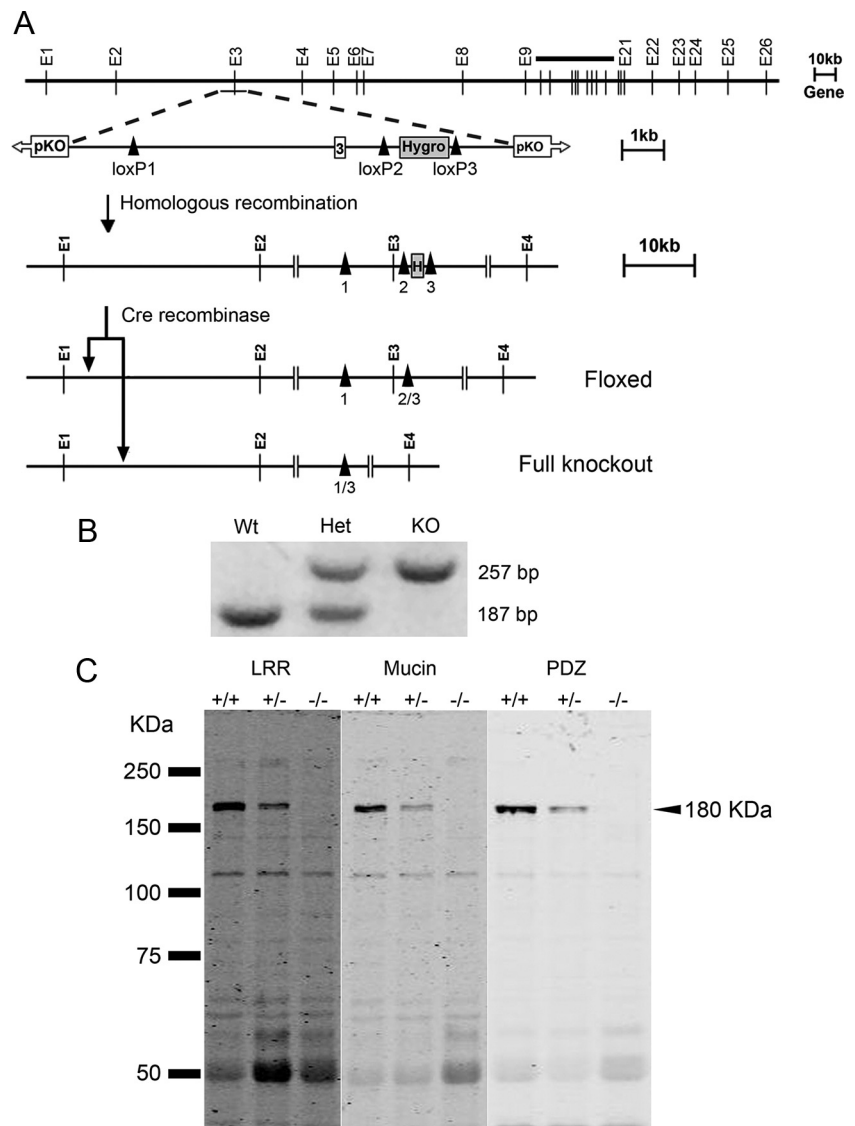 A
E1 E2 E3 E4 E5 E6 E7 E8 E9 E21 E22 E23 E24 E25 E26 10kb
Gene
pKO 3 Hygro pKO 1kb
loxP1 loxP2 loxP3
Homologous recombination
E1 E2 E3 H E4 10kb
1 2 3
Cre recombinase
E1 E2 E3 E4 Floxed
1 2/3
E1 E2 E4 Full knockout
1/3
B
Wt Het KO
257 bp
187 bp
C
LRR Mucin PDZ
+/+ +/- -/- +/+ +/- -/- +/+ +/- -/-
KDa
250
180 KDa
150
100
75
50